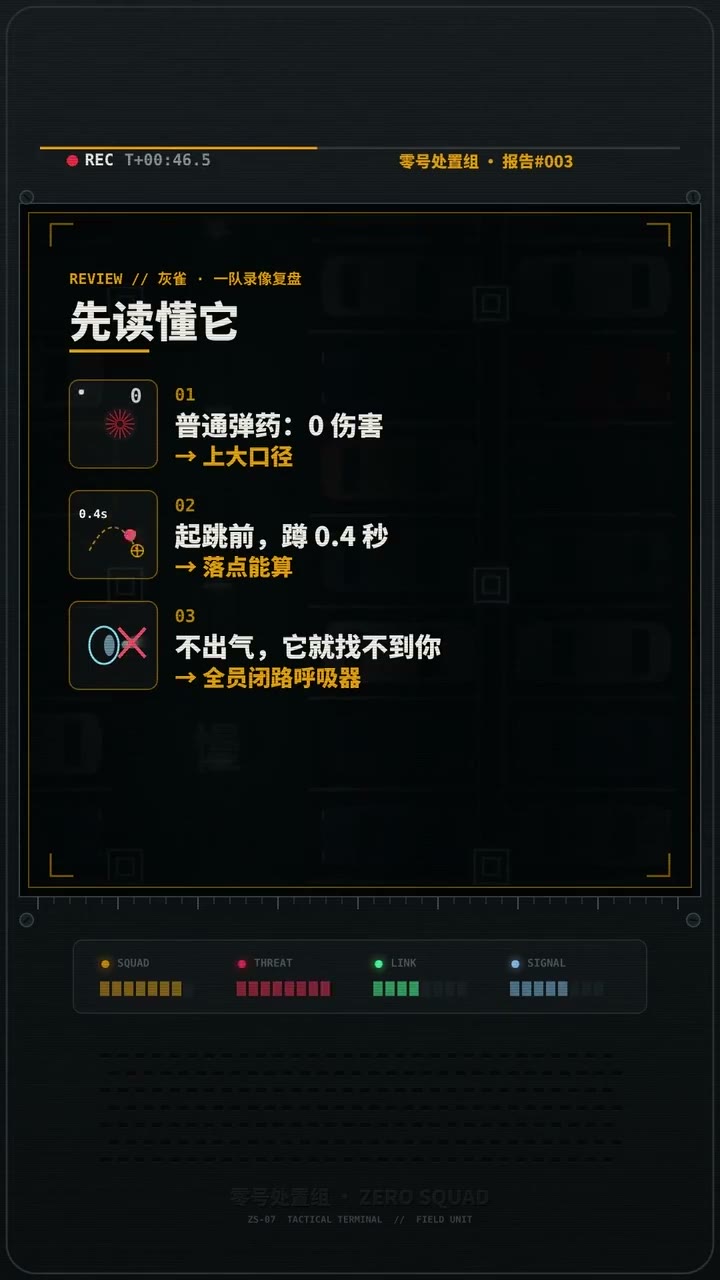 REC T+00:46.5
零号处置组 • 报告#003
REVIEW // 灰雀 · 一队录像复盘
先读懂它
0
01
普通弹药：0 伤害
→ 上大口径
0.4s
02
起跳前，蹲 0.4 秒
→ 落点能算
03
不出气，它就找不到你
→ 全员闭路呼吸器
SQUAD
THREAT
LINK
SIGNAL
零号处置组 • ZERO SQUAD
ZS-07 TACTICAL TERMINAL // FIELD UNIT